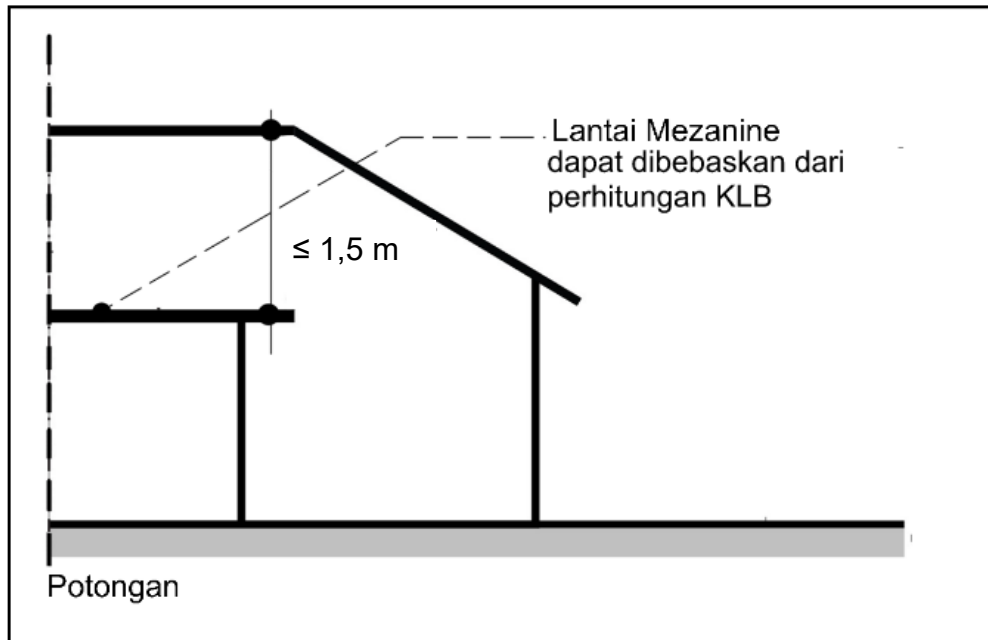 Lantai Mezanine
dapat dibebaskan dari
perhitungan KLB
≤ 1,5 m
Potongan